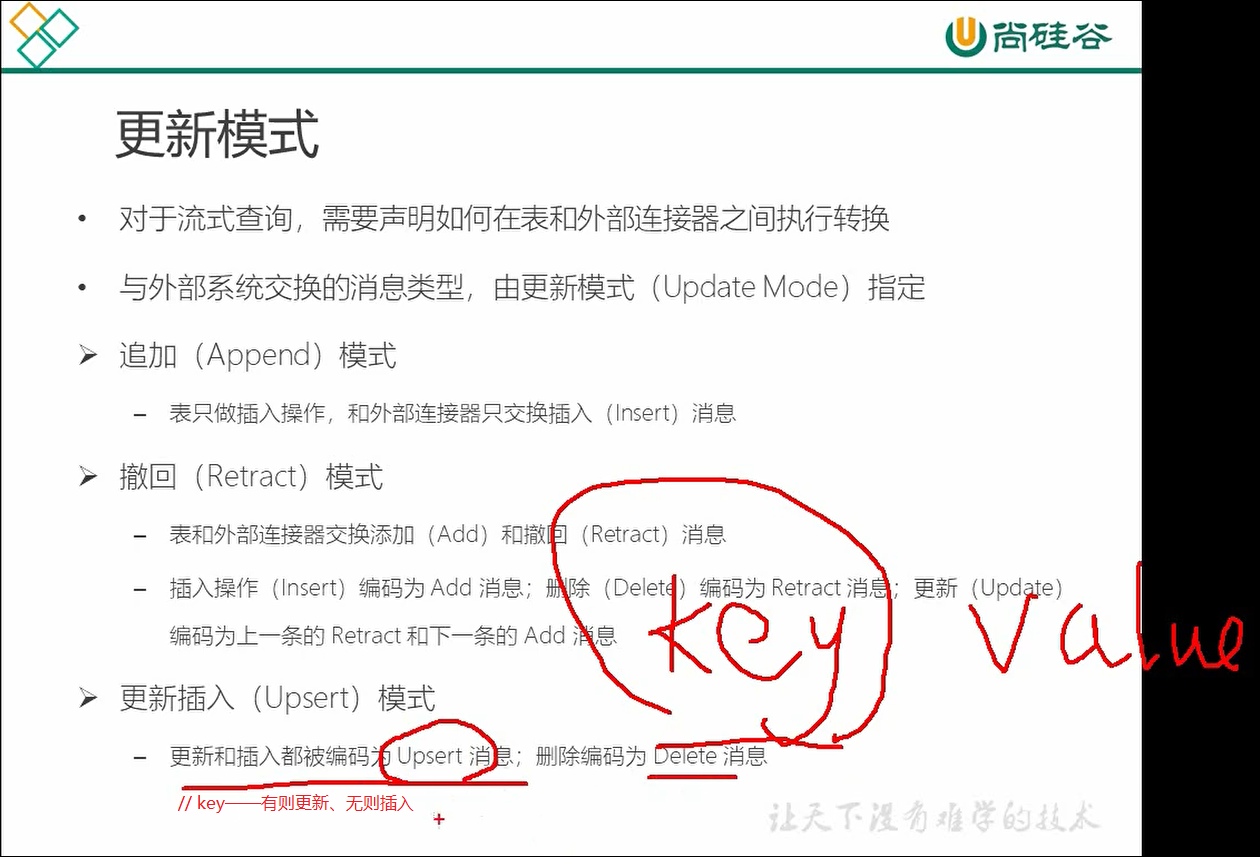 尚硅谷
更新模式
• 对于流式查询，需要声明如何在表和外部连接器之间执行转换
• 与外部系统交换的消息类型，由更新模式（Update Mode）指定
➢ 追加（Append）模式
– 表只做插入操作，和外部连接器只交换插入（Insert）消息
➢ 撤回（Retract）模式
– 表和外部连接器交换添加（Add）和撤回（Retract）消息
– 插入操作（Insert）编码为 Add 消息；删除（Delete）编码为 Retract 消息；更新（Update）
编码为上一条的 Retract 和下一条的 Add 消息
key value
➢ 更新插入（Upsert）模式
– 更新和插入都被编码为 Upsert 消息；删除编码为 Delete 消息
// key——有则更新、无则插入
让天下没有难学的技术